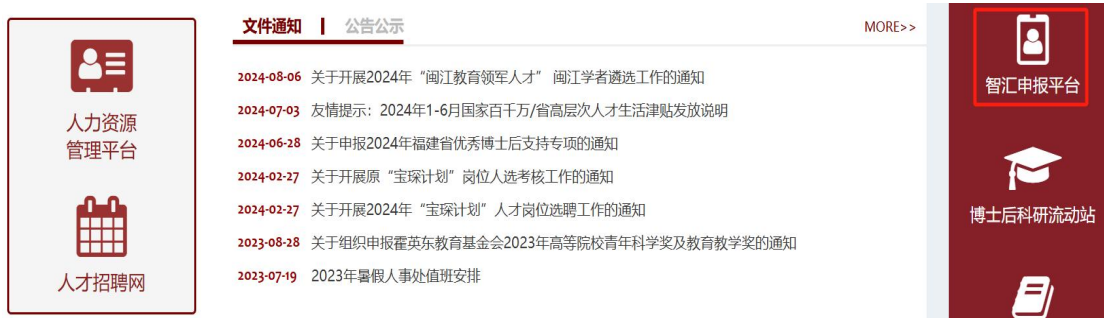 人力资源
管理平台
人才招聘网
文件通知
公告公示
MORE>>
2024-08-06 关于开展2024年“闽江教育领军人才” 闽江学者遴选工作的通知
2024-07-03 友情提示：2024年1-6月国家百千万/省高层次人才生活津贴发放说明
2024-06-28 关于申报2024年福建省优秀博士后支持专项的通知
2024-02-27 关于开展原“宝琛计划”岗位人选考核工作的通知
2024-02-27 关于开展2024年“宝琛计划”人才岗位选聘工作的通知
2023-08-28 关于组织申报霍英东教育基金会2023年高等院校青年科学奖及教育教学奖的通知
2023-07-19 2023年暑假人事处值班安排
智汇申报平台
博士后科研流动站